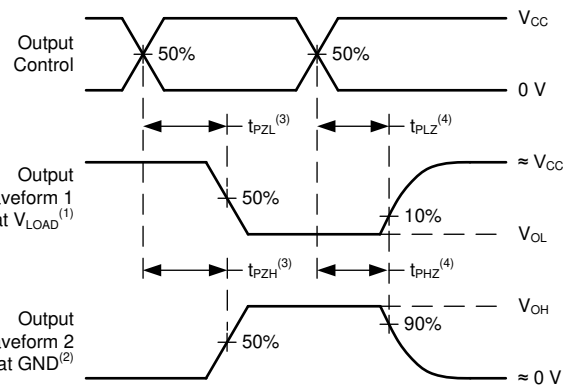 V_CC
Output
Control
50%
50%
0 V
t_PZL^(3)
t_PLZ^(4)
Output
≈ V_CC
50%
10%
at V_LOAD^(1)
V_OL
t_PZH^(3)
t_PHZ^(4)
V_OH
Output
90%
50%
at GND^(2)
≈ 0 V